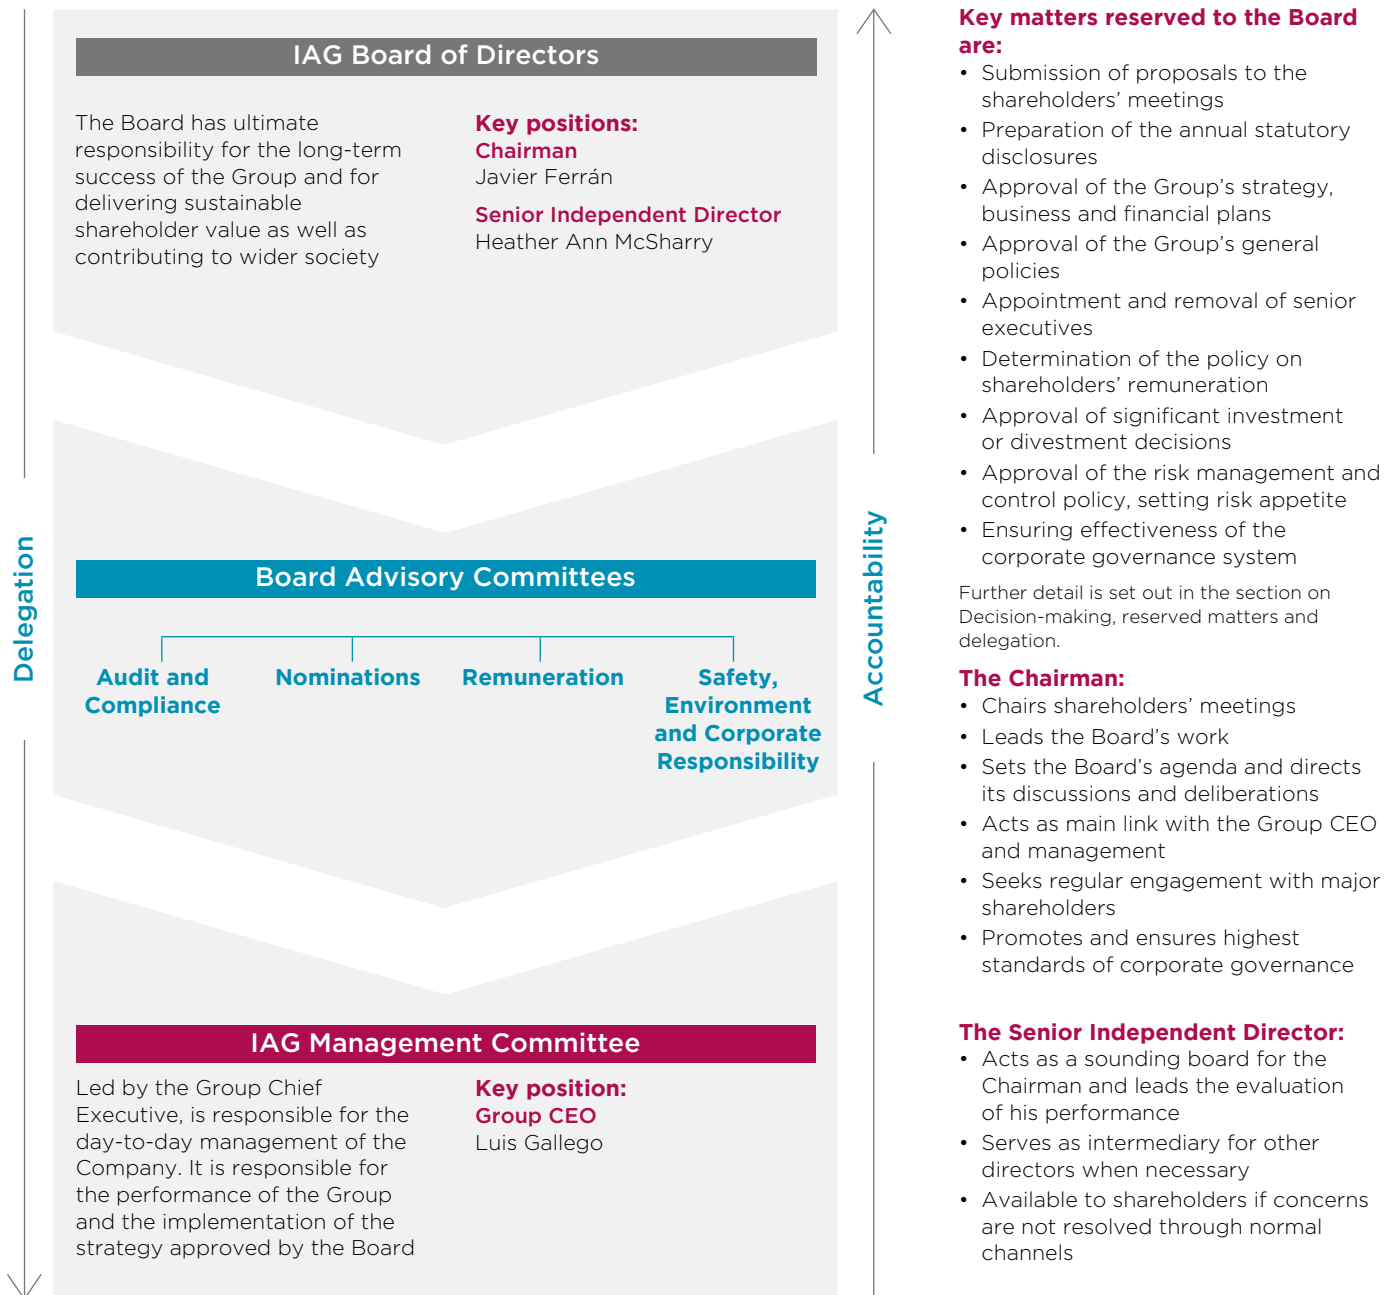 IAG Board of Directors
The Board has ultimate
responsibility for the long-term
success of the Group and for
delivering sustainable
shareholder value as well as
contributing to wider society
Key positions:
Chairman
Javier Ferrán
Senior Independent Director
Heather Ann McSharry
Delegation
Accountability
Board Advisory Committees
Audit and
Compliance
Nominations
Remuneration
Safety,
Environment
and Corporate
Responsibility
IAG Management Committee
Led by the Group Chief
Executive, is responsible for the
day-to-day management of the
Company. It is responsible for
the performance of the Group
and the implementation of the
strategy approved by the Board
Key position:
Group CEO
Luis Gallego
Key matters reserved to the Board
are:
• Submission of proposals to the
shareholders’ meetings
• Preparation of the annual statutory
disclosures
• Approval of the Group’s strategy,
business and financial plans
• Approval of the Group’s general
policies
• Appointment and removal of senior
executives
• Determination of the policy on
shareholders’ remuneration
• Approval of significant investment
or divestment decisions
• Approval of the risk management and
control policy, setting risk appetite
• Ensuring effectiveness of the
corporate governance system
Further detail is set out in the section on
Decision-making, reserved matters and
delegation.
The Chairman:
• Chairs shareholders’ meetings
• Leads the Board’s work
• Sets the Board’s agenda and directs
its discussions and deliberations
• Acts as main link with the Group CEO
and management
• Seeks regular engagement with major
shareholders
• Promotes and ensures highest
standards of corporate governance
The Senior Independent Director:
• Acts as a sounding board for the
Chairman and leads the evaluation
of his performance
• Serves as intermediary for other
directors when necessary
• Available to shareholders if concerns
are not resolved through normal
channels